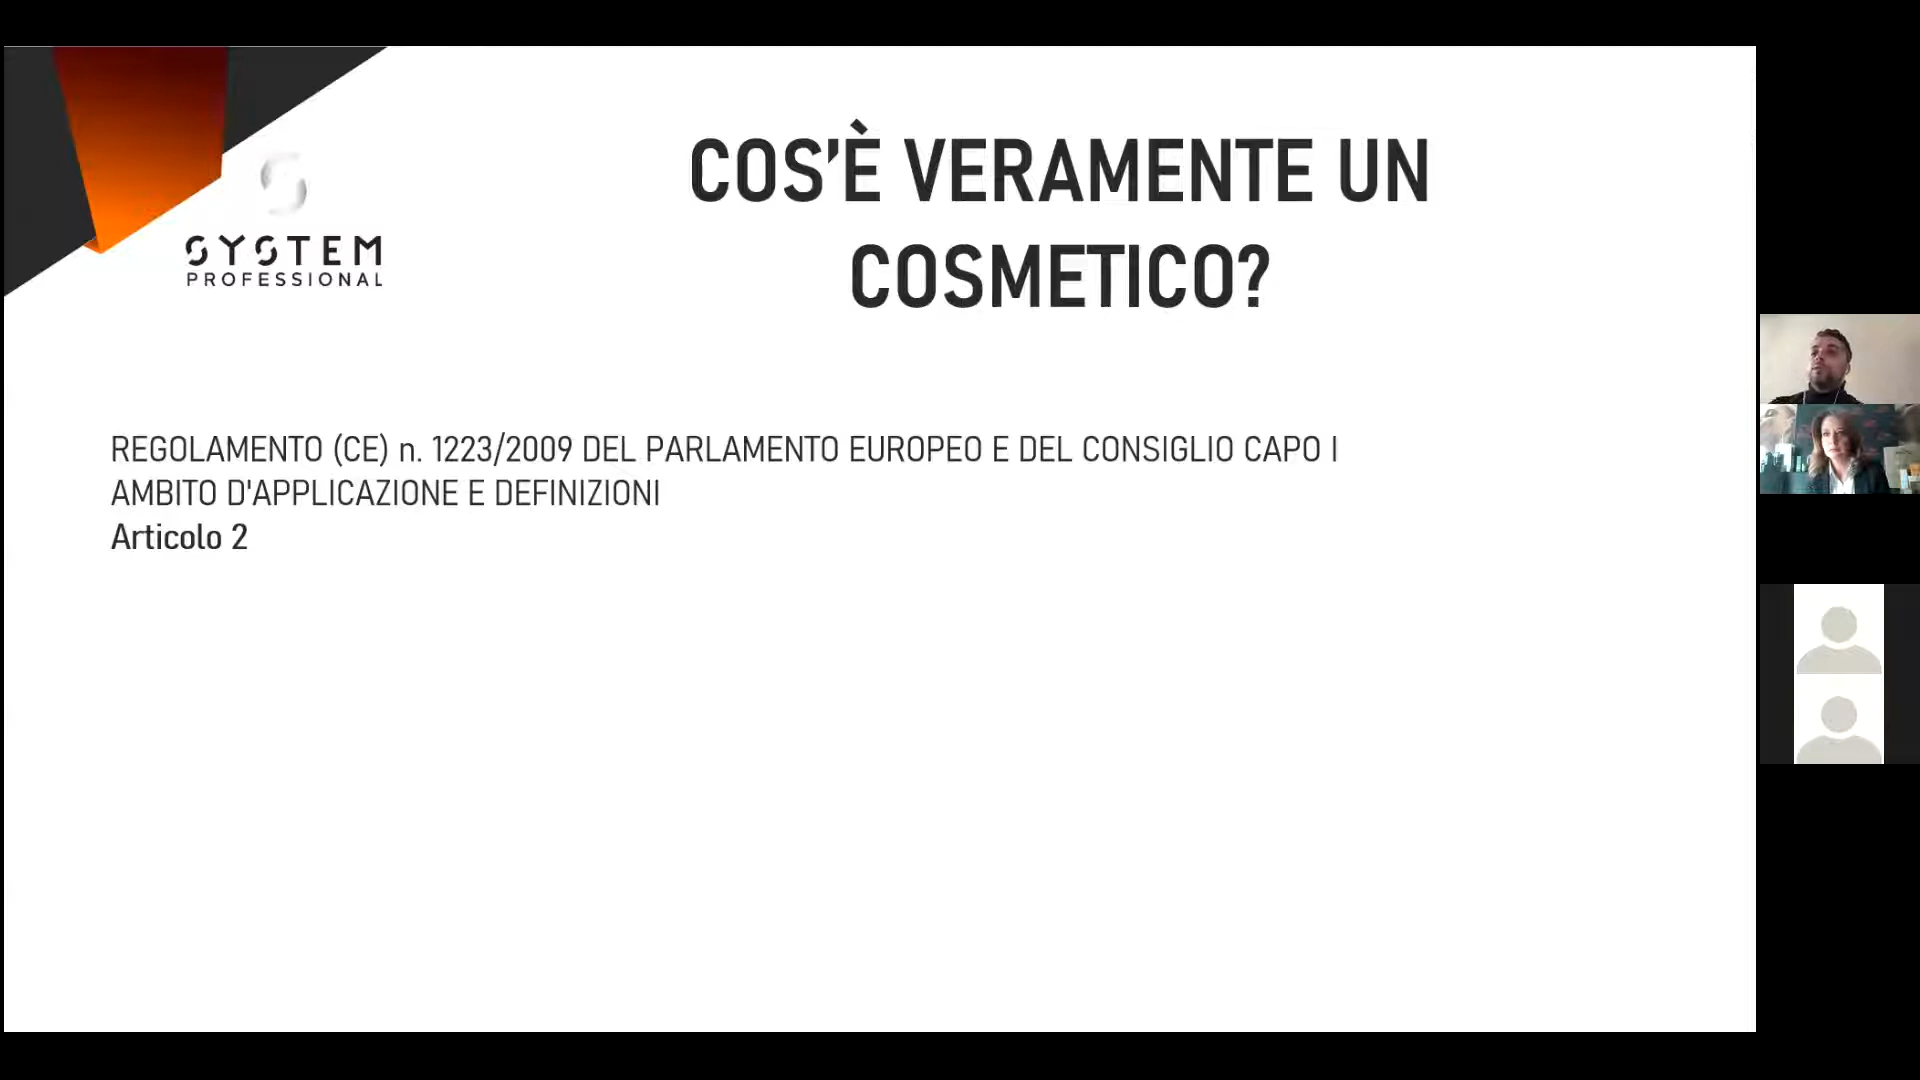 SYSTEM
PROFESSIONAL
COS’È VERAMENTE UN
COSMETICO?
REGOLAMENTO (CE) n. 1223/2009 DEL PARLAMENTO EUROPEO E DEL CONSIGLIO CAPO I
AMBITO D'APPLICAZIONE E DEFINIZIONI
Articolo 2